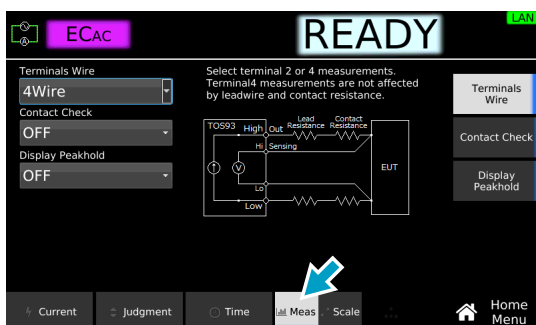 LAN
ECAC
READY
Terminals Wire
4Wire
Contact Check
OFF
Display Peakhold
OFF
Select terminal 2 or 4 measurements.
Terminal4 measurements are not affected
by leadwire and contact resistance.
TOS93
High
Out
Lead
Resistance
Contact
Resistance
Hi
Sensing
A
V
EUT
Lo
Low
Terminals
Wire
Contact Check
Display
Peakhold
Current
Judgment
Time
Meas
Scale
Home
Menu